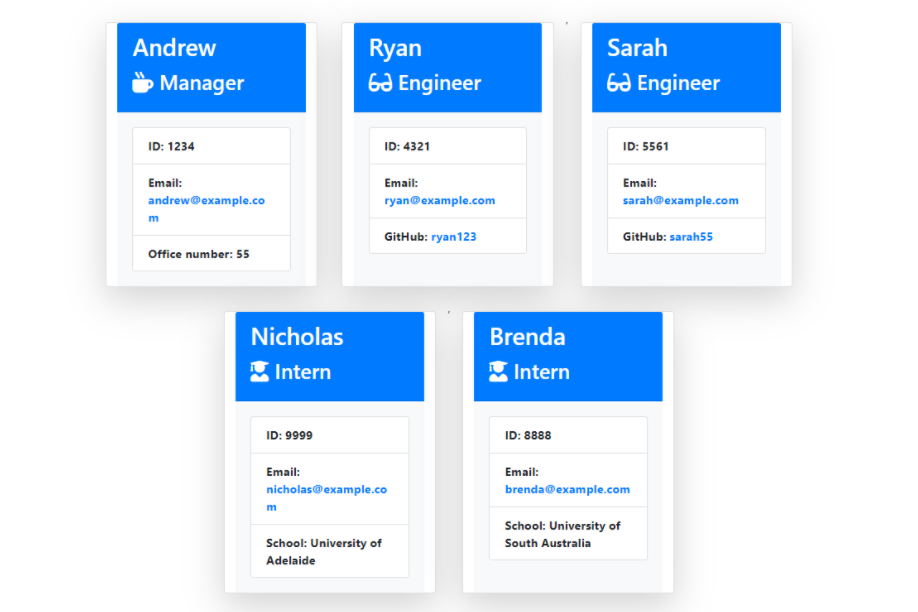 Andrew
Manager
ID: 1234
Email:
andrew@example.co
m
Office number: 55
Ryan
Engineer
ID: 4321
Email:
ryan@example.com
GitHub: ryan123
,
Sarah
Engineer
ID: 5561
Email:
sarah@example.com
GitHub: sarah55
Nicholas
Intern
ID: 9999
Email:
nicholas@example.co
m
School: University of
Adelaide
,
Brenda
Intern
ID: 8888
Email:
brenda@example.com
School: University of
South Australia